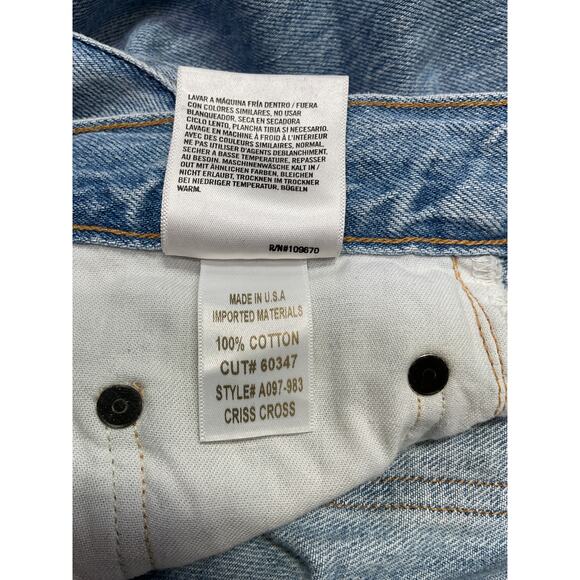 LAVAR A MÁQUINA FRÍA DENTRO / FUERA
CON COLORES SIMILARES, NO USAR
BLANQUEADOR, SECA EN SECADORA
CICLO LENTO, PLANCHA TIBIA SI NECESARIO.
LAVAGE EN MACHINE À FROID À L'INTÉRIEUR
AVEC DES COULEURS SIMILAIRES, NORMAL,
NE PAS UTILISER D'AGENTS DEBLANCHIMENT,
SECHER A BASSE TEMPERATURE, REPASSER
AU BESOIN. MASCHINENWÄSCHE KALT IN /
OUT MIT ÄHNLICHEN FARBEN, BLEICHEN
NICHT ERLAUBT, TROCKNEN IM TROCKNER
BEI NIEDRIGER TEMPERATUR, BÜGELN
WARM.
R/N#109670
MADE IN U.S.A
IMPORTED MATERIALS
100% COTTON
CUT# 60347
STYLE# A097-983
CRISS CROSS